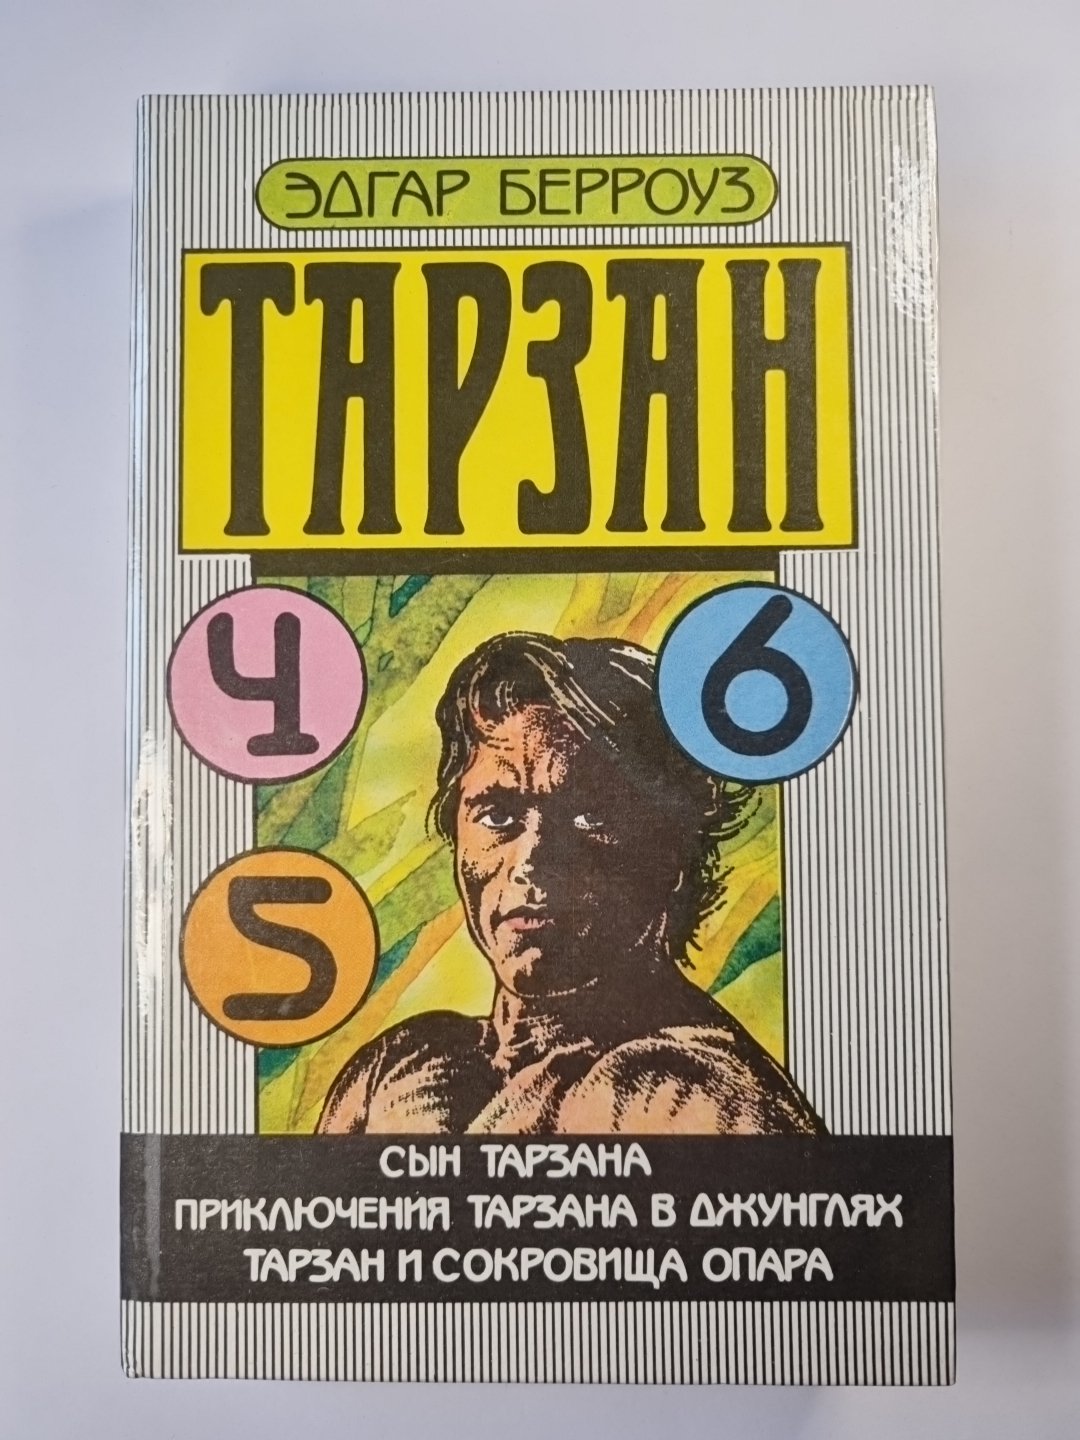 ЭДГАР БЕРРОУЗ
ТАРЗАН
4
6
5
СЫН ТАРЗАНА
ПРИКЛЮЧЕНИЯ ТАРЗАНА В ДЖУНГЛЯХ
ТАРЗАН И СОКРОВИЩА ОПАРА